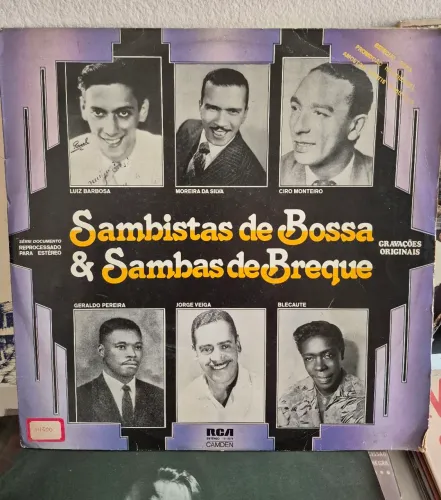 LUIZ BARBOSA
MOREIRA DA SILVA
CIRO MONTEIRO
Sambistas de Bossa
& Sambas de Breque
SÉRIE DOCUMENTO
REPROCESSADO
PARA ESTÉREO
GRAVAÇÕES
ORIGINAIS
GERALDO PEREIRA
JORGE VEIGA
BLECAUTE
RCA
CAMDEN